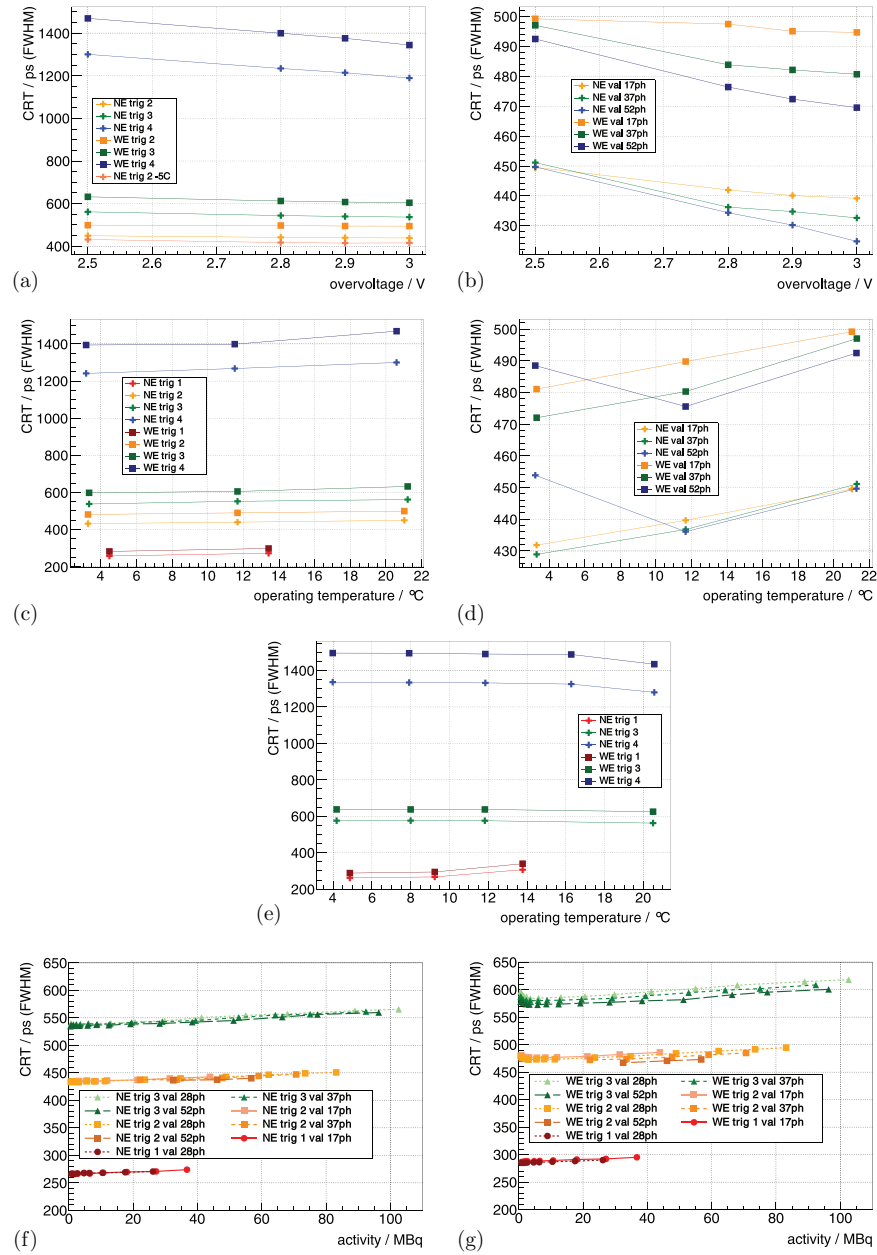 CRT / ps (FWHM)
1400
1200
1000
800
600
400
NE trig 2
NE trig 3
NE trig 4
WE trig 2
WE trig 3
WE trig 4
NE trig 2 -5C
2.5 2.6 2.7 2.8 2.9 3
overvoltage / V
(a)
CRT / ps (FWHM)
500
490
480
470
460
450
440
430
NE val 17ph
NE val 37ph
NE val 52ph
WE val 17ph
WE val 37ph
WE val 52ph
2.5 2.6 2.7 2.8 2.9 3
overvoltage / V
(b)
CRT / ps (FWHM)
1400
1200
1000
800
600
400
200
NE trig 1
NE trig 2
NE trig 3
NE trig 4
WE trig 1
WE trig 2
WE trig 3
WE trig 4
4 6 8 10 12 14 16 18 20 22
operating temperature / ºC
(c)
CRT / ps (FWHM)
500
490
480
470
460
450
440
430
NE val 17ph
NE val 37ph
NE val 52ph
WE val 17ph
WE val 37ph
WE val 52ph
4 6 8 10 12 14 16 18 20 22
operating temperature / ºC
(d)
CRT / ps (FWHM)
1400
1200
1000
800
600
400
200
NE trig 1
NE trig 3
NE trig 4
WE trig 1
WE trig 3
WE trig 4
4 6 8 10 12 14 16 18 20
operating temperature / ºC
(e)
CRT / ps (FWHM)
650
600
550
500
450
400
350
300
250
200
NE trig 3 val 28ph NE trig 3 val 37ph
NE trig 3 val 52ph NE trig 2 val 17ph
NE trig 2 val 28ph NE trig 2 val 37ph
NE trig 2 val 52ph NE trig 1 val 17ph
NE trig 1 val 28ph
0 20 40 60 80 100
activity / MBq
(f)
CRT / ps (FWHM)
650
600
550
500
450
400
350
300
250
200
WE trig 3 val 28ph WE trig 3 val 37ph
WE trig 3 val 52ph WE trig 2 val 17ph
WE trig 2 val 28ph WE trig 2 val 37ph
WE trig 2 val 52ph WE trig 1 val 17ph
WE trig 1 val 28ph
0 20 40 60 80 100
activity / MBq
(g)